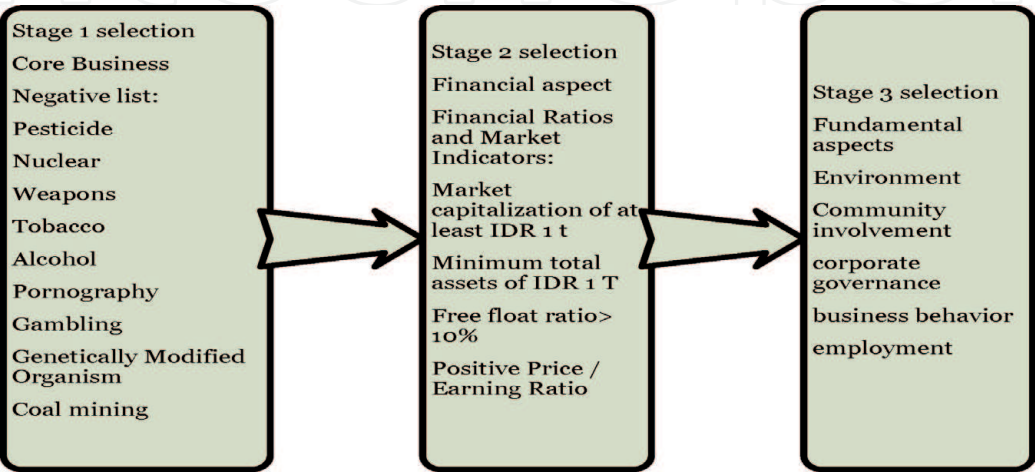 Stage 1 selection
Core Business
Negative list:
Pesticide
Nuclear
Weapons
Tobacco
Alcohol
Pornography
Gambling
Genetically Modified
Organism
Coal mining
Stage 2 selection
Financial aspect
Financial Ratios
and Market
Indicators:
Market
capitalization of at
least IDR 1 t
Minimum total
assets of IDR 1 T
Free float ratio>
10%
Positive Price /
Earning Ratio
Stage 3 selection
Fundamental
aspects
Environment
Community
involvement
corporate
governance
business behavior
employment